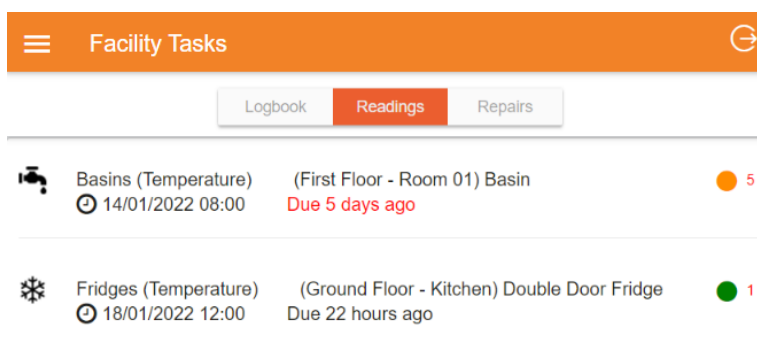 Facility Tasks
Logbook Readings Repairs
Basins (Temperature) (First Floor - Room 01) Basin 5
14/01/2022 08:00 Due 5 days ago
Fridges (Temperature) (Ground Floor - Kitchen) Double Door Fridge 1
18/01/2022 12:00 Due 22 hours ago